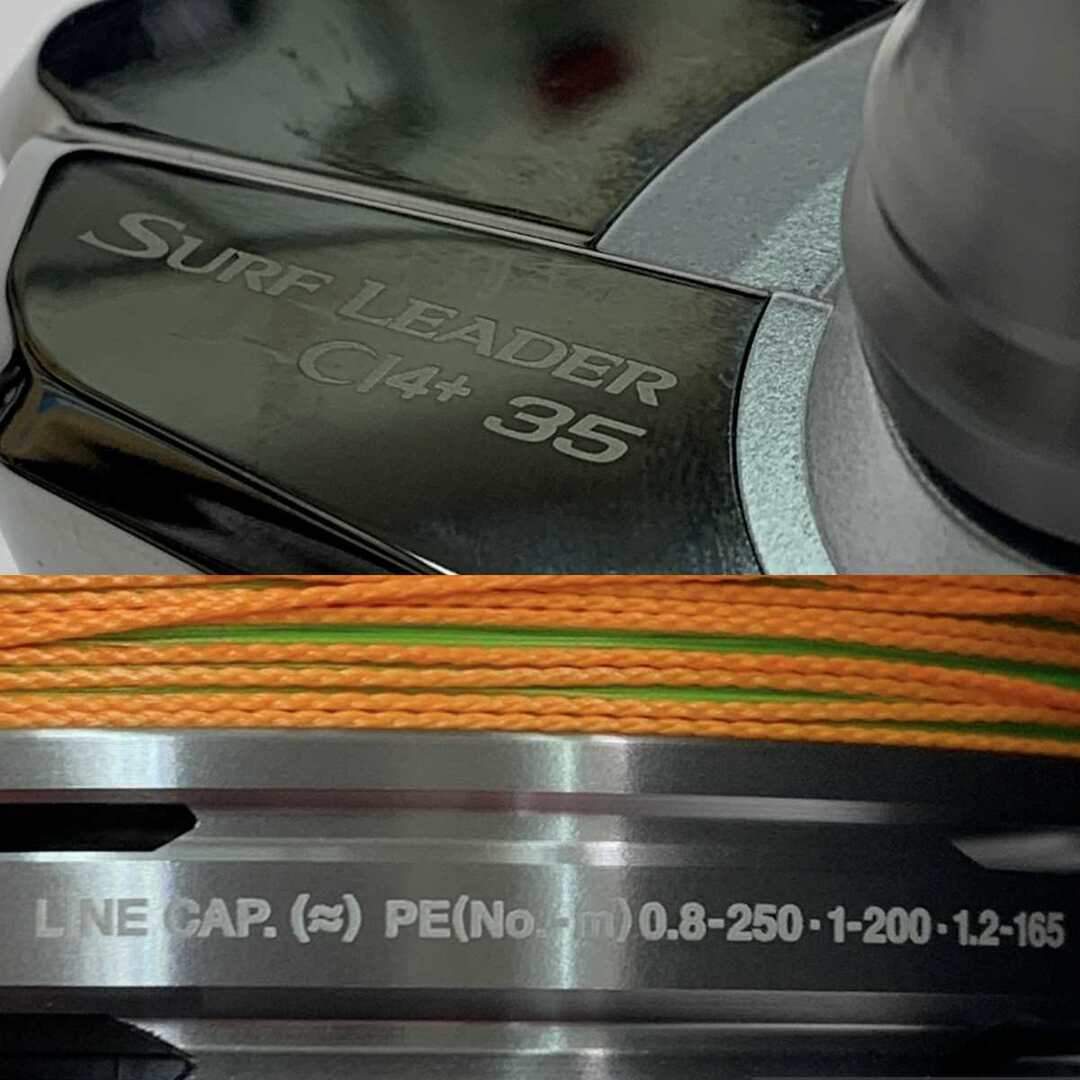 SURF LEADER
CI4+ 35
LINE CAP. (≈) PE(No.-m) 0.8-250·1-200·1.2-165